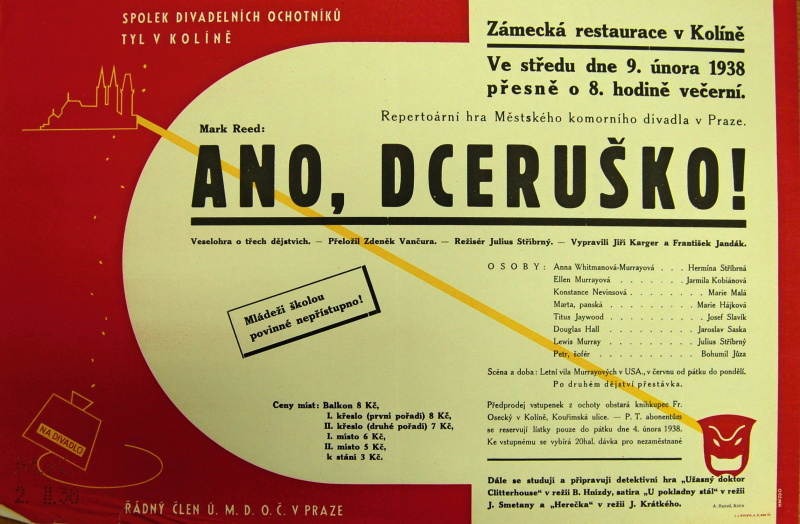 SPOLEK DIVADELNÍCH OCHOTNÍKŮ
TYL V KOLÍNĚ
Zámecká restaurace v Kolíně
Ve středu dne 9. února 1938
přesně o 8. hodině večerní.
Repertoární hra Městského komorního divadla v Praze.
Mark Reed:
ANO, DCERUŠKO!
Veselohra o třech dějstvích. — Přeložil Zdeněk Vančura. — Režisér Julius Stříbrný. — Vypravili Jiří Karger a František Jandák.
OSOBY: Anna Whitmanová-Murrayová . . . Hermína Stříbrná
Ellen Murrayová . . . . . . . Jarmila Kobiánová
Konstance Nevinsová . . . . . . . Marie Malá
Marta, panská . . . . . . . . Marie Hájková
Titus Jaywood . . . . . . . . . Josef Slavík
Douglas Hall . . . . . . . . Jaroslav Saska
Lewis Murray . . . . . . . . Julius Stříbrný
Petr, šofér . . . . . . . . . Bohumil Jůza
Scéna a doba: Letní vila Murrayových v USA., v červnu od pátku do pondělí.
Po druhém dějství přestávka.
Mládeži školou
povinné nepřístupno!
Ceny míst: Balkon 8 Kč,
I. křeslo (první pořadí) 8 Kč,
II. křeslo (druhé pořadí) 7 Kč,
I. místo 6 Kč,
II. místo 5 Kč,
k stání 3 Kč.
Předprodej vstupenek z ochoty obstará knihkupec Fr.
Osecký v Kolíně, Kouřimská ulice. — P. T. abonentům
se reservují lístky pouze do pátku dne 4. února 1938.
Ke vstupnému se vybírá 20hal. dávka pro nezaměstnané
Dále se studuji a připravují detektivní hra „Užasný doktor
Clitterhouse“ v režii B. Hnízdy, satira „U pokladny stál“ v režii
J. Smetany a „Herečka“ v režii J. Krátkého.
NA DIVADLO
2. II. 38
ŘÁDNÝ ČLEN Ú. M. D. O. Č. V PRAZE